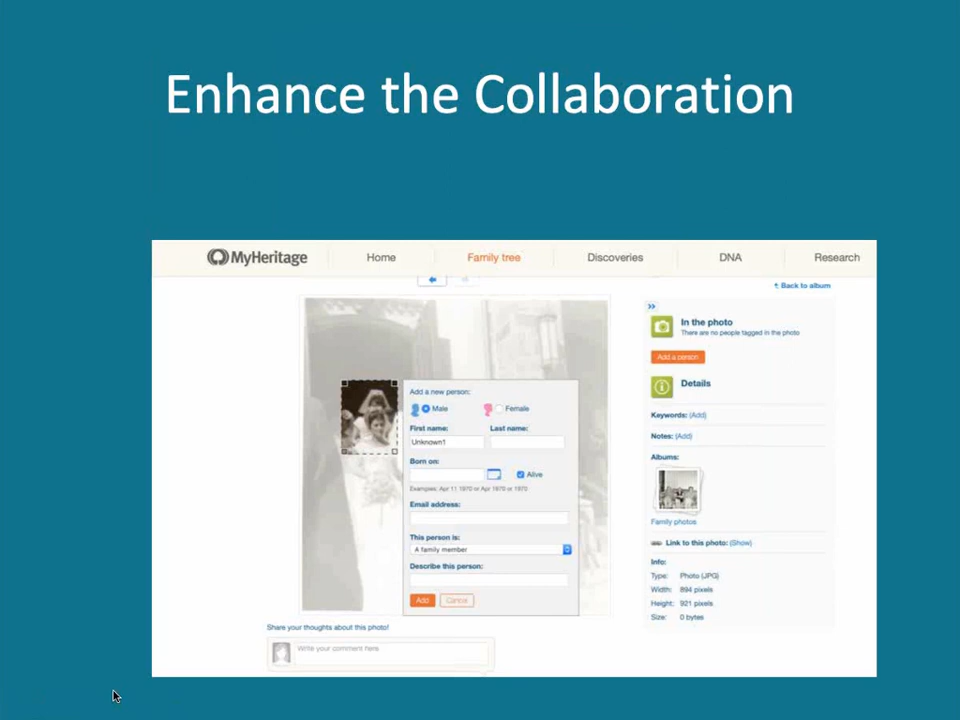 Enhance the Collaboration
MyHeritage Home Family tree Discoveries DNA Research
Back to album
In the photo
There are no people tagged in the photo
Add a person
Details
Keywords: (Add)
Notes: (Add)
Albums:
Family photos
Link to this photo: (Show)
Info:
Type: Photo (JPG)
Width: 894 pixels
Height: 921 pixels
Size: 0 bytes
Add a new person:
Male Female
First name: Last name:
Unknown1
Born on:
Alive
Examples: Apr 11 1970 or Apr 1970 or 1970
Email address:
This person is:
A family member
Describe this person:
Add Cancel
Share your thoughts about this photo!
Write your comment here